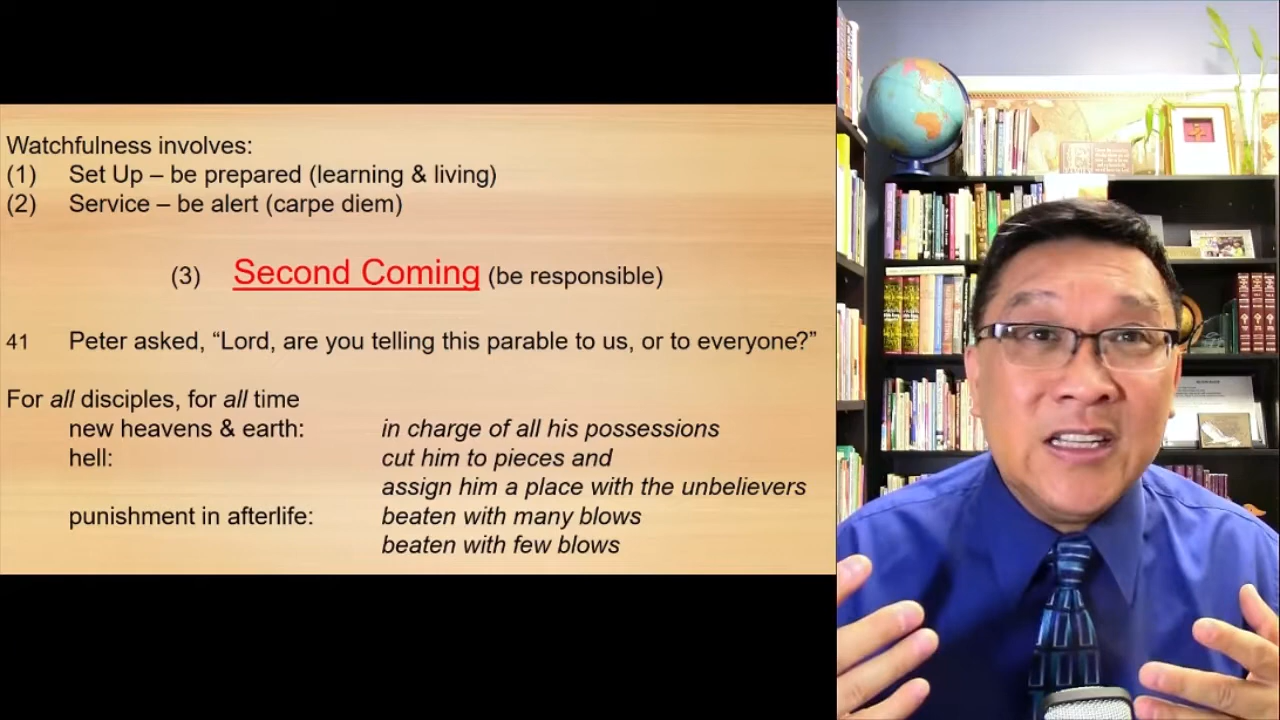 Watchfulness involves:
(1) Set Up – be prepared (learning & living)
(2) Service – be alert (carpe diem)
(3) Second Coming (be responsible)
41 Peter asked, “Lord, are you telling this parable to us, or to everyone?”
For all disciples, for all time
new heavens & earth: in charge of all his possessions
hell: cut him to pieces and
assign him a place with the unbelievers
punishment in afterlife: beaten with many blows
beaten with few blows